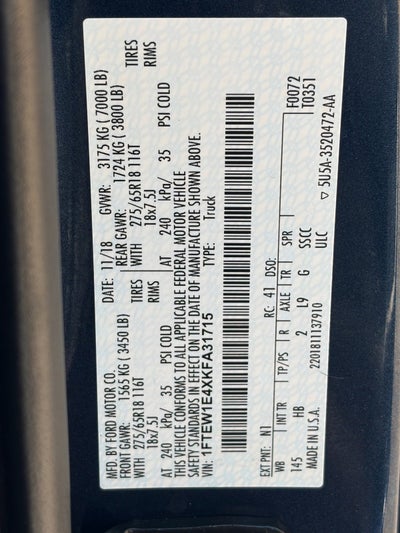 MFD. BY FORD MOTOR CO. DATE: 11/18 GVWR: 3175 KG ( 7000 LB)
FRONT GAWR: 1565 KG (3450 LB) REAR GAWR: 1724 KG ( 3800 LB)
WITH 275/65R18 116T TIRES WITH 275/65R18 116T TIRES
18x7.5J RIMS 18x7.5J RIMS
AT 240 kPa/ 35 PSI COLD AT 240 kPa/ 35 PSI COLD
THIS VEHICLE CONFORMS TO ALL APPLICABLE FEDERAL MOTOR VEHICLE
SAFETY STANDARDS IN EFFECT ON THE DATE OF MANUFACTURE SHOWN ABOVE.
VIN: 1FTEW1E4XKFA31715 TYPE: Truck
F0072
T0351
EXT PNT: N1 RC: 41 DSO:
WB INT TR TP/PS R AXLE TR SPR
145 HB 2 L9 G SSCC
MADE IN U.S.A. 2201811137910 ULC
▽ 5U5A-3520472-AA